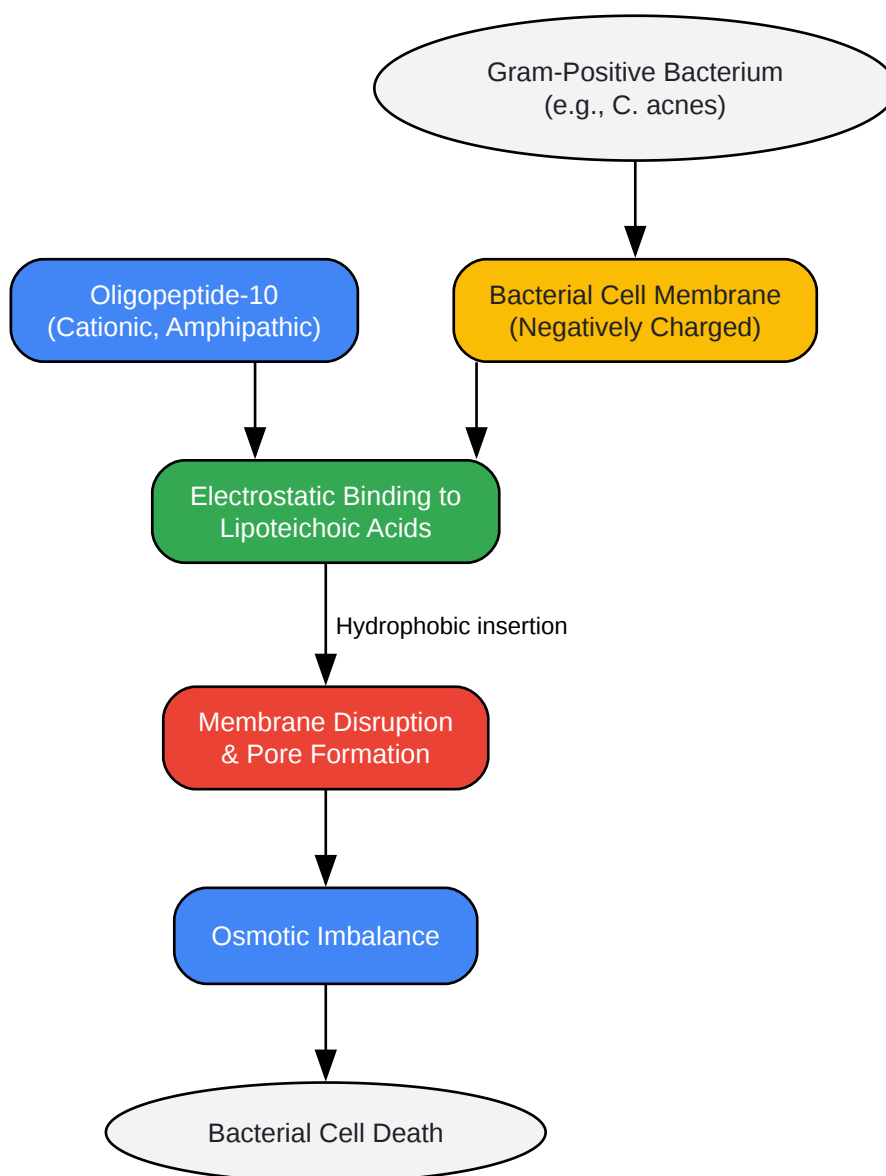 Gram-Positive Bacterium
(e.g., C. acnes)
Oligopeptide-10
(Cationic, Amphipathic)
Bacterial Cell Membrane
(Negatively Charged)
Electrostatic Binding to
Lipoteichoic Acids
Hydrophobic insertion
Membrane Disruption
& Pore Formation
Osmotic Imbalance
Bacterial Cell Death